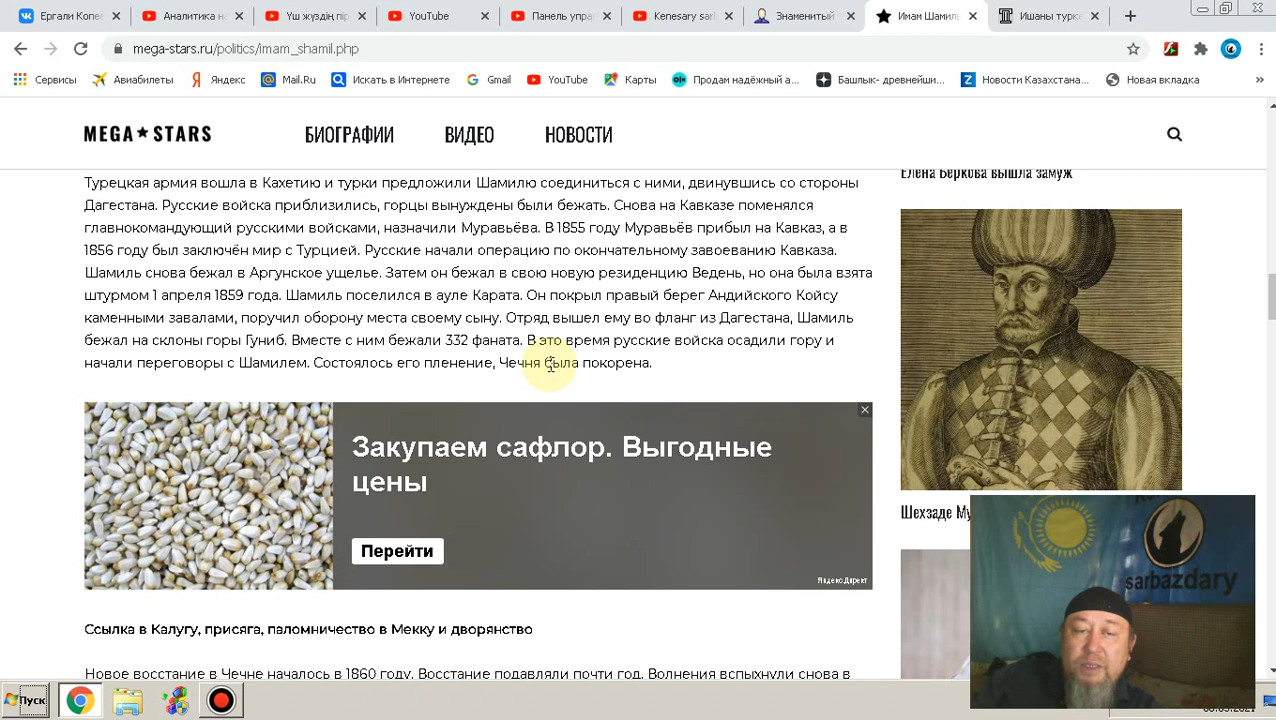 Ергали Копее
Аналитика н
Үш жүздің пір
YouTube
Панель упра
Kenesary sar
Знаменитый
Имам Шамиль
Ишаны турке
mega-stars.ru/politics/imam_shamil.php
Сервисы
Авиабилеты
Яндекс
Mail.Ru
Искать в Интернете
Gmail
YouTube
Карты
Продам надёжный а...
Башлык- древнейши...
Новости Казахстана...
Новая вкладка
MEGA★STARS
БИОГРАФИИ
ВИДЕО
НОВОСТИ
Турецкая армия вошла в Кахетию и турки предложили Шамилю соединиться с ними, двинувшись со стороны
Дагестана. Русские войска приблизились, горцы вынуждены были бежать. Снова на Кавказе поменялся
главнокомандующий русскими войсками, назначили Муравьёва. В 1855 году Муравьёв прибыл на Кавказ, а в
1856 году был заключён мир с Турцией. Русские начали операцию по окончательному завоеванию Кавказа.
Шамиль снова бежал в Аргунское ущелье. Затем он бежал в свою новую резиденцию Ведень, но она была взята
штурмом 1 апреля 1859 года. Шамиль поселился в ауле Карата. Он покрыл правый берег Андийского Койсу
каменными завалами, поручил оборону места своему сыну. Отряд вышел ему во фланг из Дагестана, Шамиль
бежал на склоны горы Гуниб. Вместе с ним бежали 332 фаната. В это время русские войска осадили гору и
начали переговоры с Шамилем. Состоялось его пленение, Чечня была покорена.
Закупаем сафлор. Выгодные
цены
Перейти
Яндекс.Директ
Ссылка в Калугу, присяга, паломничество в Мекку и дворянство
Новое восстание в Чечне началось в 1860 году. Восстание подавляли почти год. Волнения вспыхнули снова в
Елена Беркова вышла замуж
Шехзаде Му
sarbazdary
Пуск